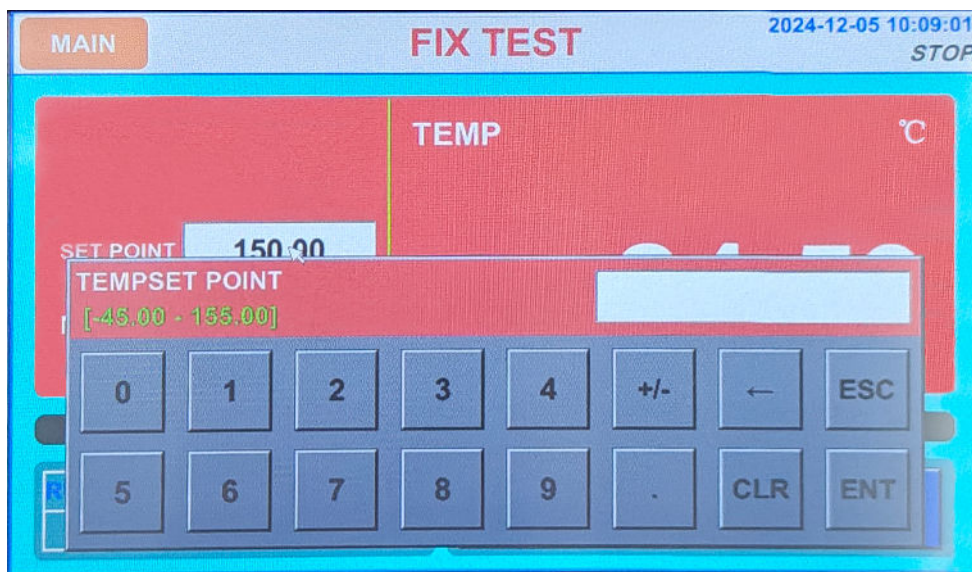 MAIN
FIX TEST
2024-12-05 10:09:01
STOP
TEMP
℃
SET POINT
150.00
TEMPSET POINT
[-45.00 - 155.00]
0 1 2 3 4 +/- ← ESC
5 6 7 8 9 . CLR ENT